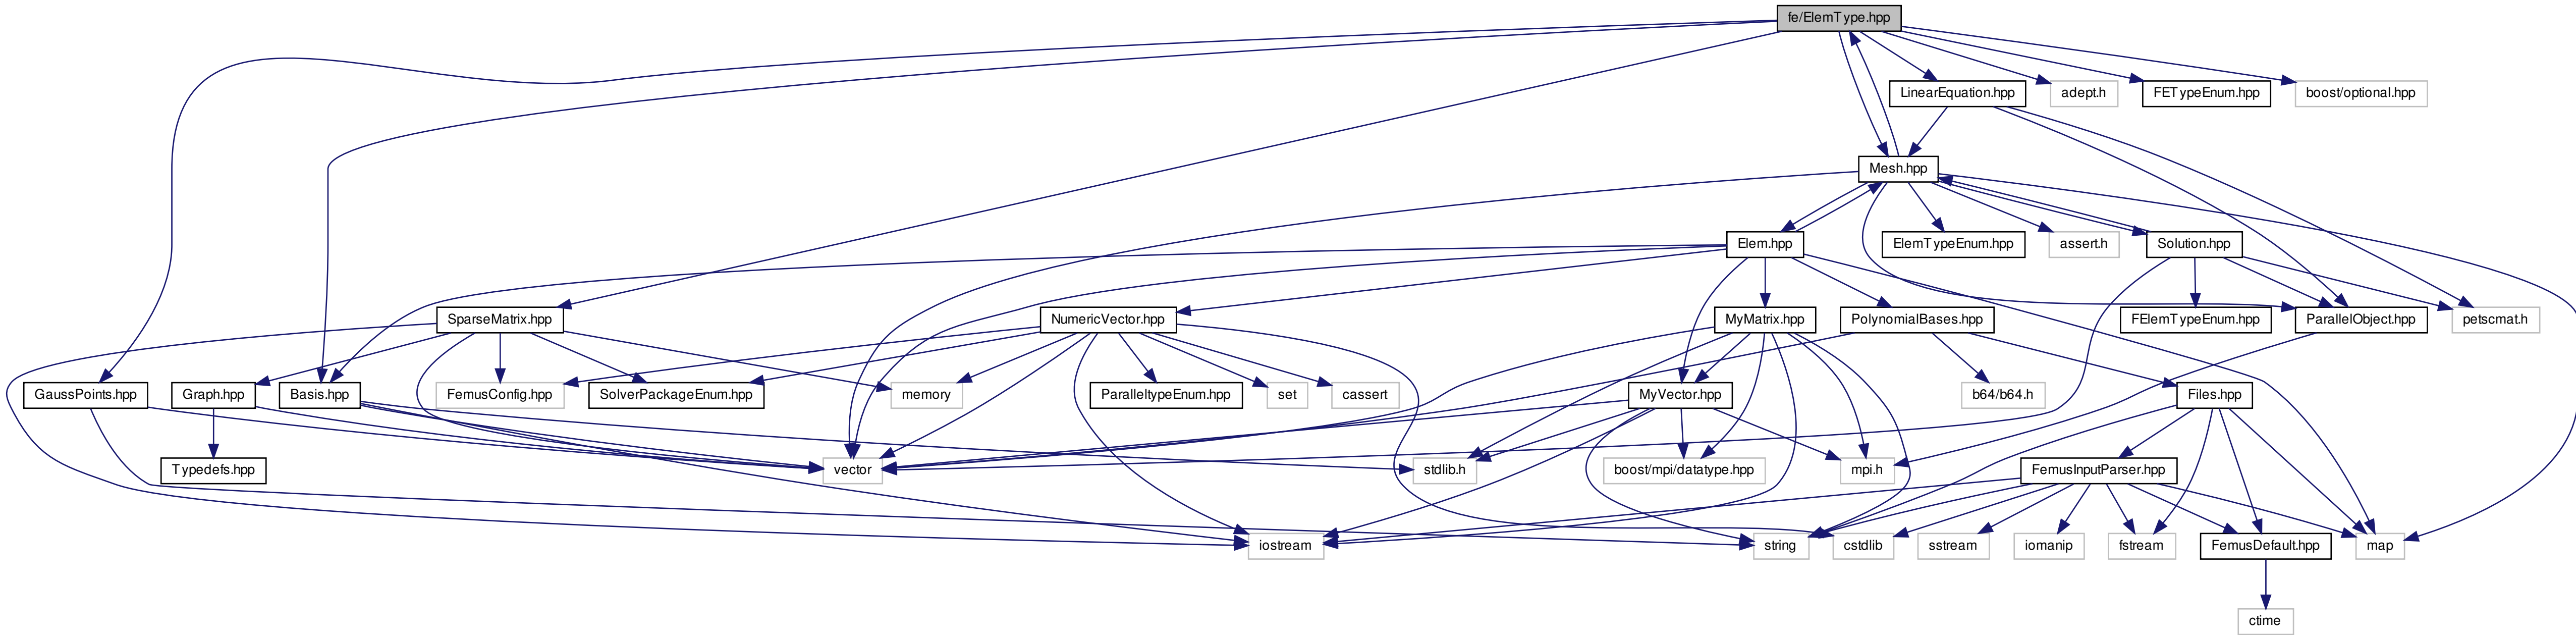 fe/ElemType.hpp
LinearEquation.hpp
adept.h
FETypeEnum.hpp
boost/optional.hpp
Mesh.hpp
Elem.hpp
ElemTypeEnum.hpp
assert.h
Solution.hpp
SparseMatrix.hpp
NumericVector.hpp
MyMatrix.hpp
PolynomialBases.hpp
FElemTypeEnum.hpp
ParallelObject.hpp
petscmat.h
GaussPoints.hpp
Graph.hpp
Basis.hpp
FemusConfig.hpp
SolverPackageEnum.hpp
memory
ParalleltypeEnum.hpp
set
cassert
MyVector.hpp
b64/b64.h
Files.hpp
Typedefs.hpp
vector
stdlib.h
boost/mpi/datatype.hpp
mpi.h
FemusInputParser.hpp
iostream
string
cstdlib
sstream
iomanip
fstream
FemusDefault.hpp
map
ctime